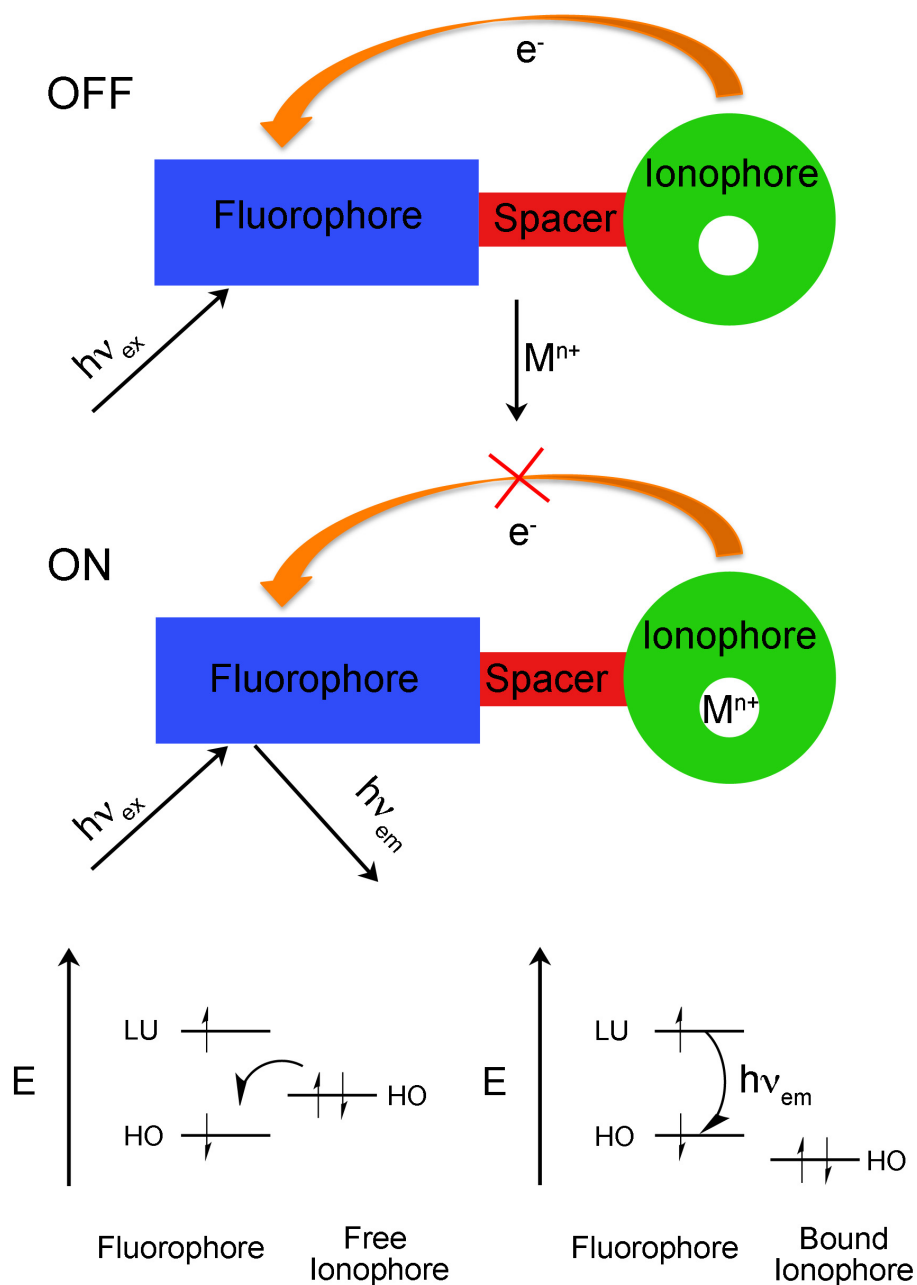 e⁻
OFF
Ionophore
Fluorophore
Spacer
hν ex
Mⁿ⁺
e⁻
ON
Ionophore
Fluorophore
Spacer
Mⁿ⁺
hν ex
hν em
E
LU
HO
HO
Fluorophore
Free
Ionophore
E
LU
hν em
HO
HO
Fluorophore
Bound
Ionophore